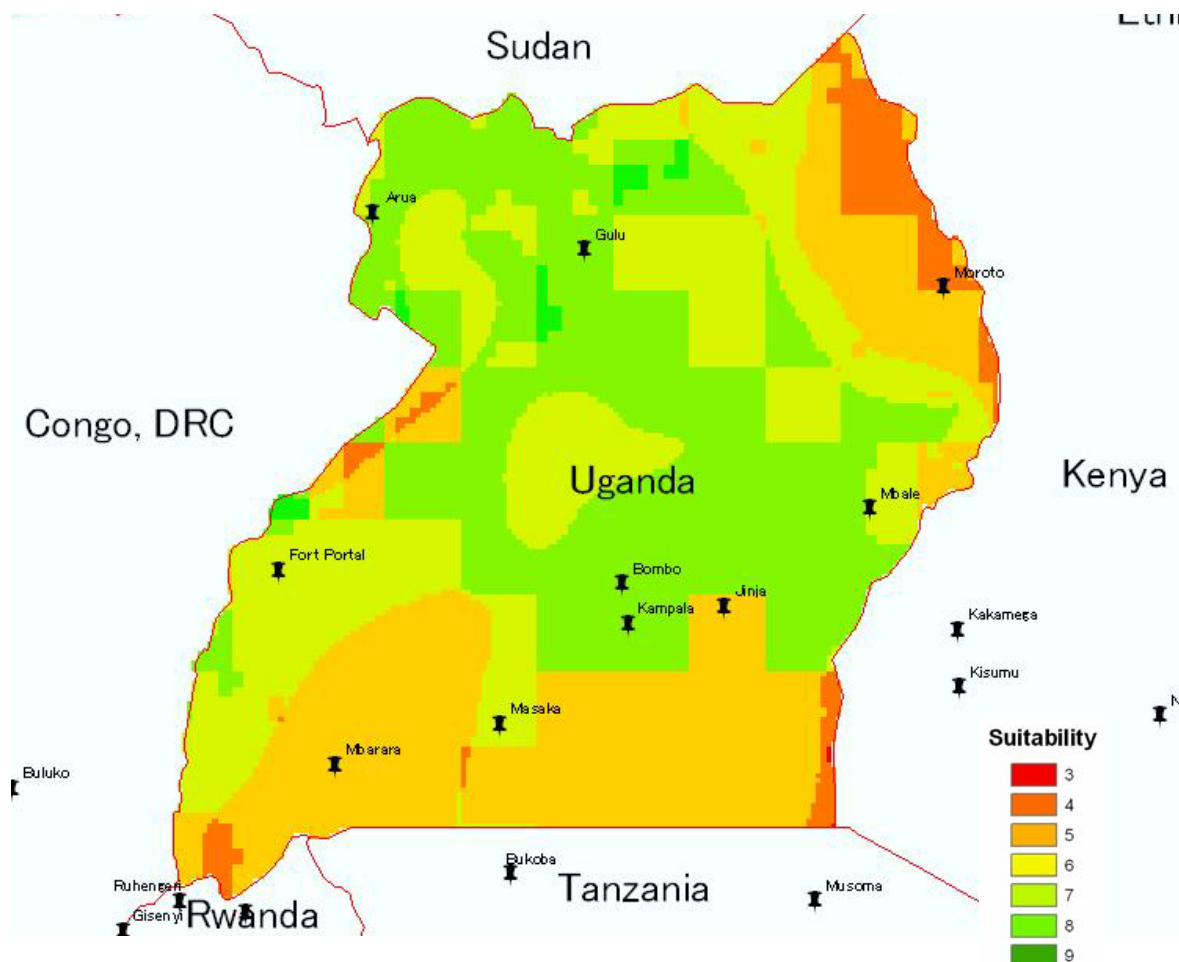 Sudan
Arua
Gulu
Moroto
Congo, DRC
Uganda
Kenya
Mbale
Fort Portal
Bombo
Jinja
Kampala
Kakamega
Kisumu
Masaka
Mbarara
Buluko
Suitability
3
4
5
6
7
8
9
Bukoba
Tanzania
Musoma
Ruhengeri
Rwanda
Gisenyi